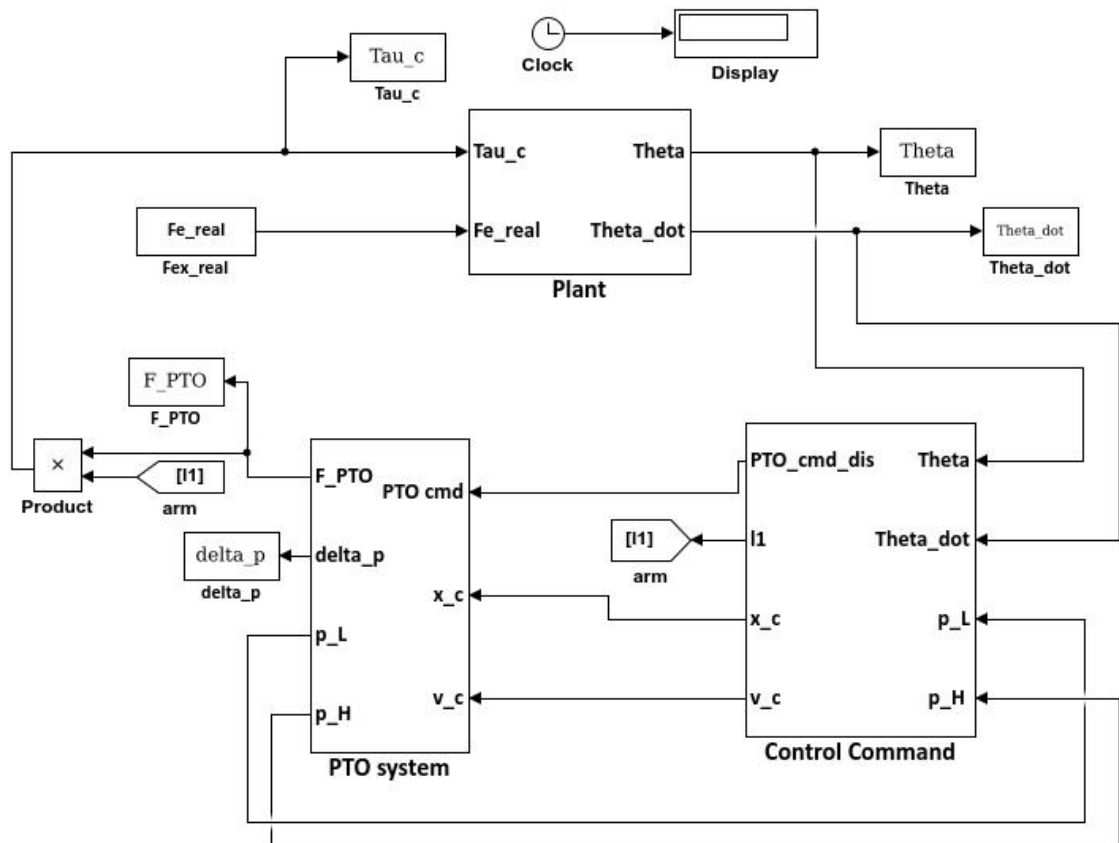 Tau_c
Tau_c
Clock
Display
Tau_c
Theta
Fe_real
Theta_dot
Plant
Fe_real
Fex_real
Theta
Theta
Theta_dot
Theta_dot
F_PTO
F_PTO
×
Product
[l1]
arm
F_PTO
PTO cmd
delta_p
x_c
p_L
v_c
p_H
PTO system
delta_p
delta_p
[l1]
arm
PTO_cmd_dis
Theta
l1
Theta_dot
x_c
p_L
v_c
p_H
Control Command